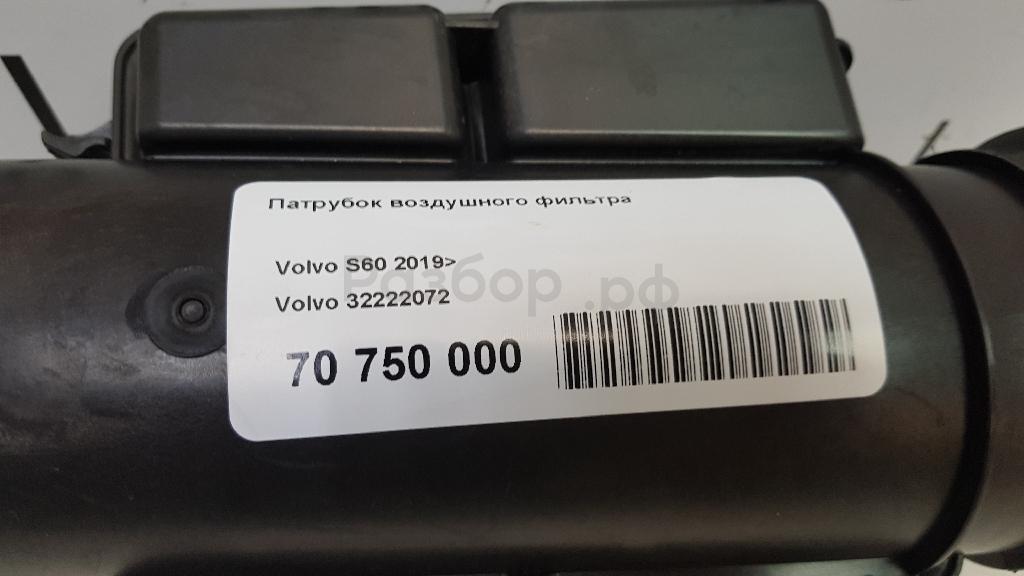 Патрубок воздушного фильтра
Volvo S60 2019>
Разбор.рф
Volvo 32222072
70 750 000